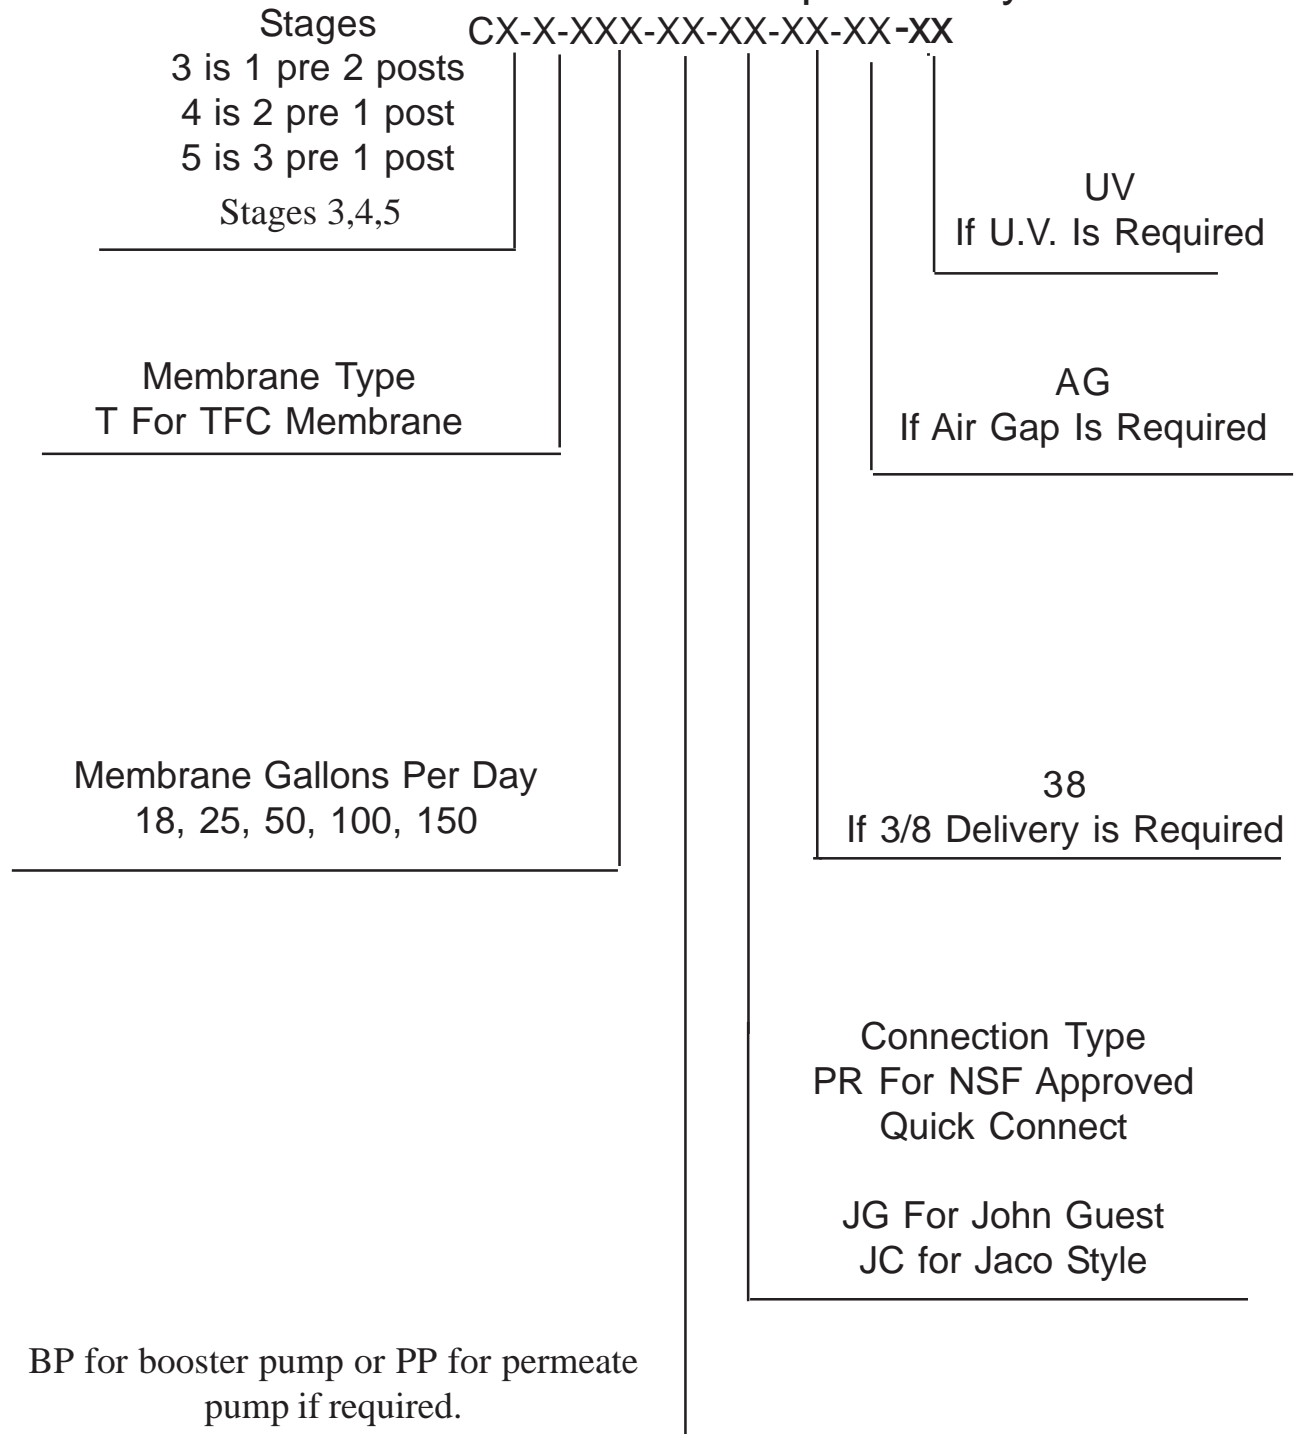 CX-X-XXX-XX-XX-XX-XX-XX
Stages
3 is 1 pre 2 posts
4 is 2 pre 1 post
5 is 3 pre 1 post
Stages 3,4,5
UV
If U.V. Is Required
Membrane Type
T For TFC Membrane
AG
If Air Gap Is Required
Membrane Gallons Per Day
18, 25, 50, 100, 150
38
If 3/8 Delivery is Required
Connection Type
PR For NSF Approved
Quick Connect
JG For John Guest
JC for Jaco Style
BP for booster pump or PP for permeate
pump if required.